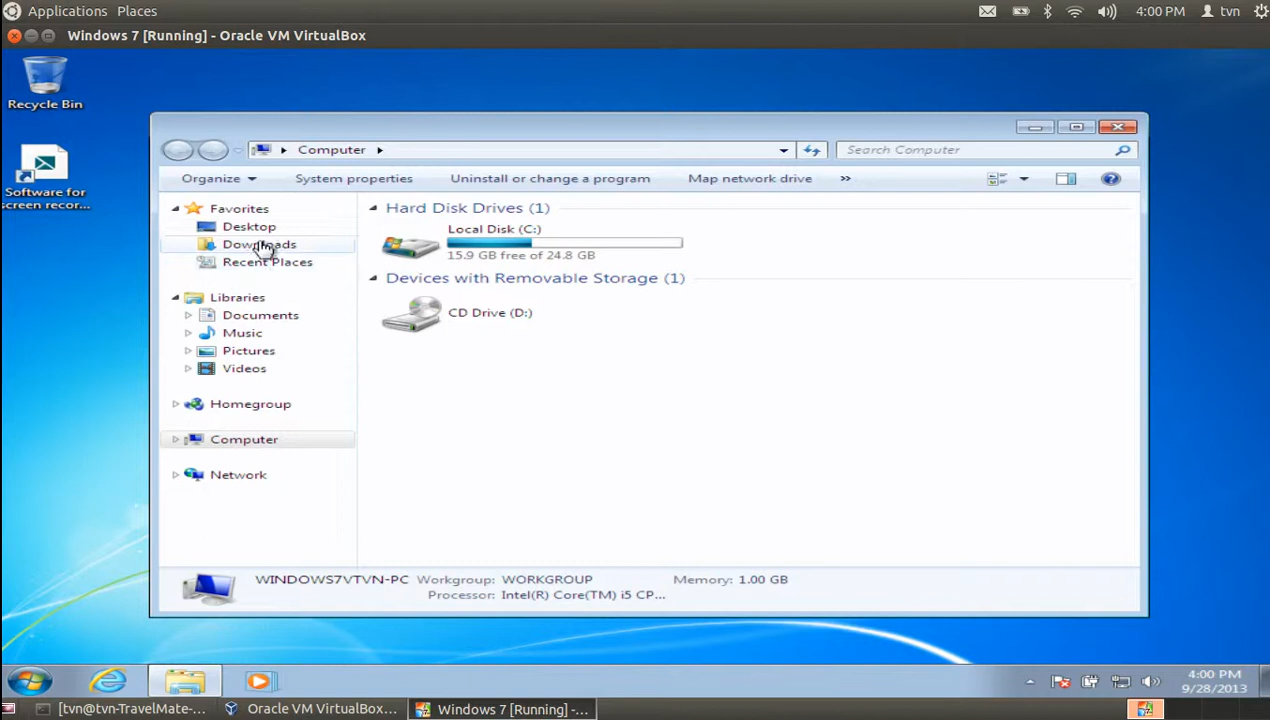 Applications Places
4:00 PM tvn
Windows 7 [Running] - Oracle VM VirtualBox
Recycle Bin
Software for
screen recor...
Computer
Search Computer
Organize System properties Uninstall or change a program Map network drive »
Favorites
Desktop
Downloads
Recent Places
Libraries
Documents
Music
Pictures
Videos
Homegroup
Computer
Network
Hard Disk Drives (1)
Local Disk (C:)
15.9 GB free of 24.8 GB
Devices with Removable Storage (1)
CD Drive (D:)
WINDOWS7VTVN-PC Workgroup: WORKGROUP Memory: 1.00 GB
Processor: Intel(R) Core(TM) i5 CP...
4:00 PM
9/28/2013
[tvn@tvn-TravelMate-... Oracle VM VirtualBox... Windows 7 [Running] -...